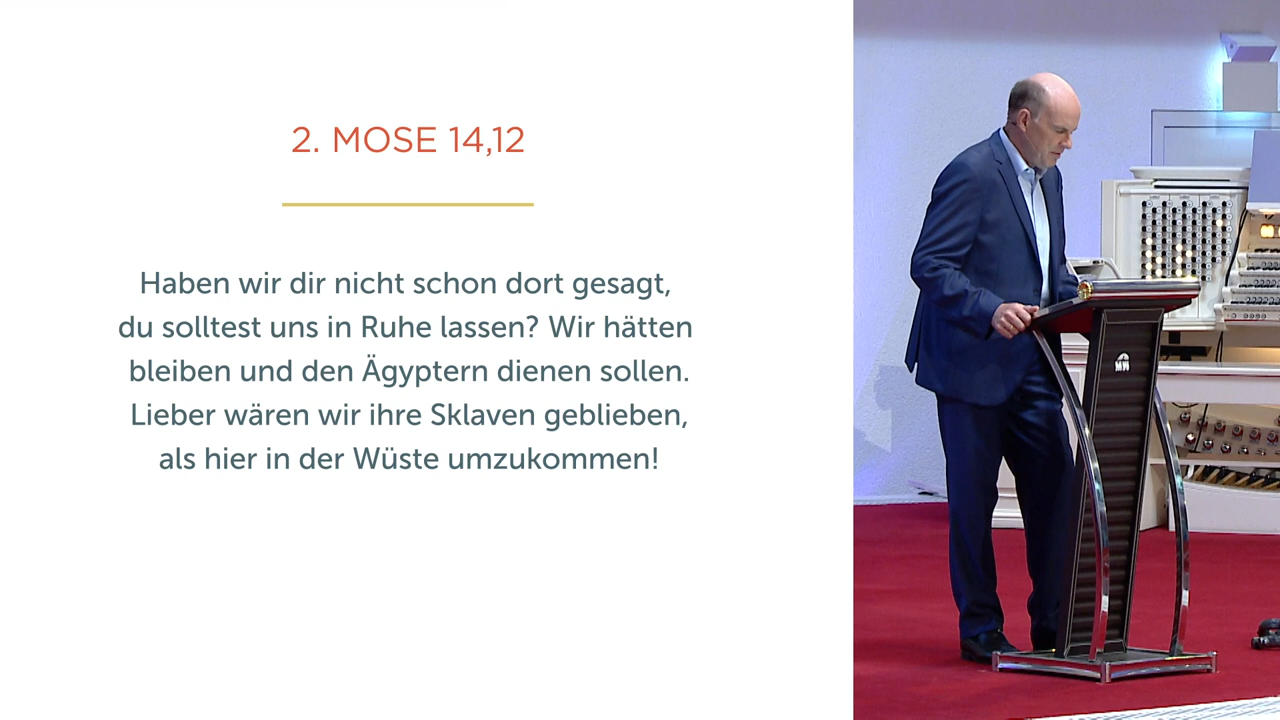 2. MOSE 14,12
Haben wir dir nicht schon dort gesagt,
du solltest uns in Ruhe lassen? Wir hätten
bleiben und den Ägyptern dienen sollen.
Lieber wären wir ihre Sklaven geblieben,
als hier in der Wüste umzukommen!
MW